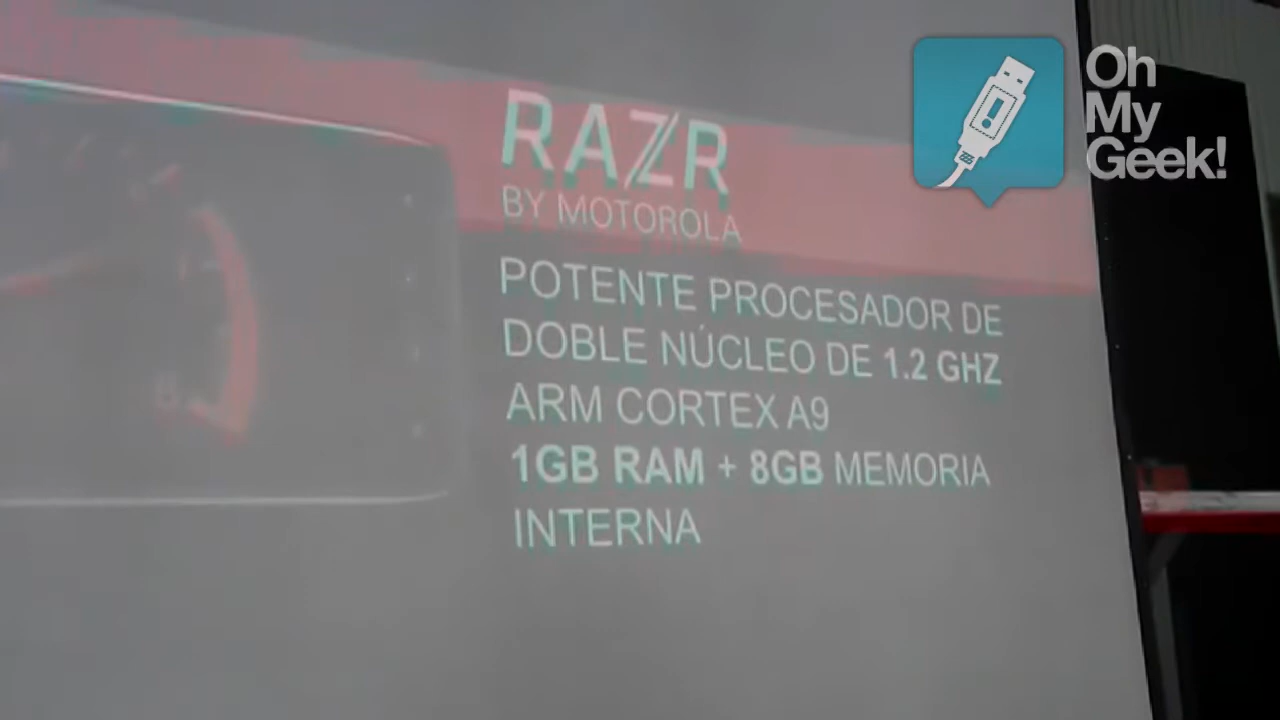 RAZR
BY MOTOROLA
POTENTE PROCESADOR DE
DOBLE NÚCLEO DE 1.2 GHZ
ARM CORTEX A9
1GB RAM + 8GB MEMORIA
INTERNA
Oh
My
Geek!